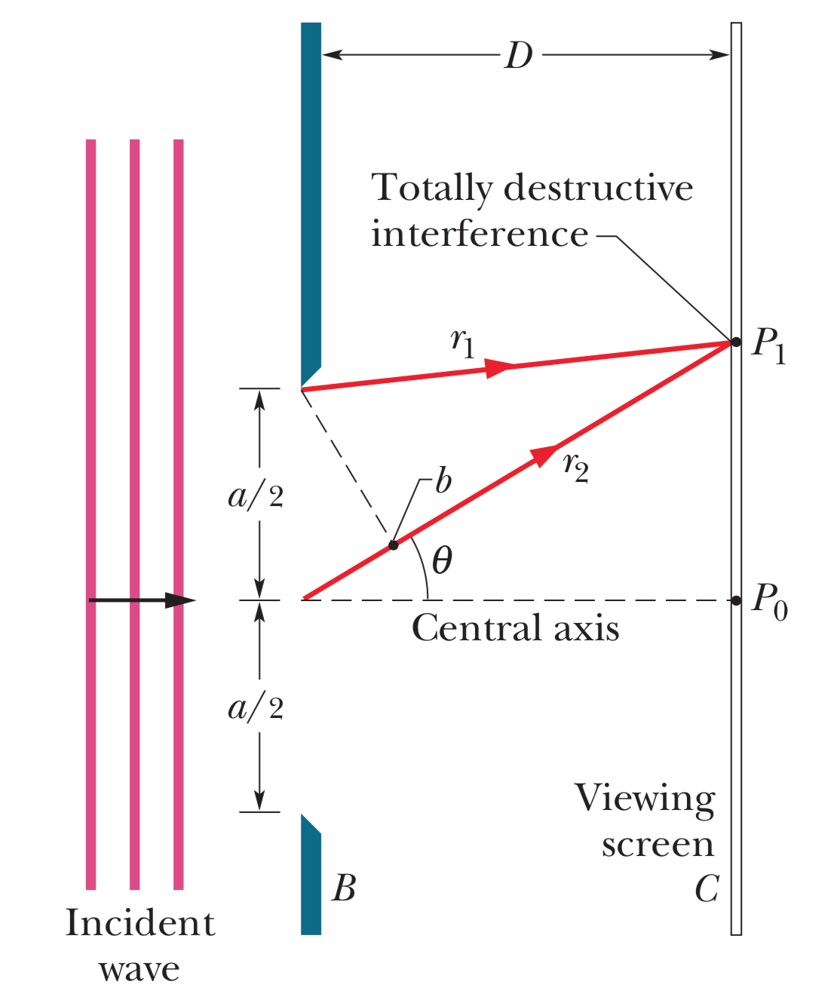 D
Totally destructive
interference
r1
P1
r2
a/2
b
θ
P0
Central axis
a/2
Viewing
screen
B
C
Incident
wave